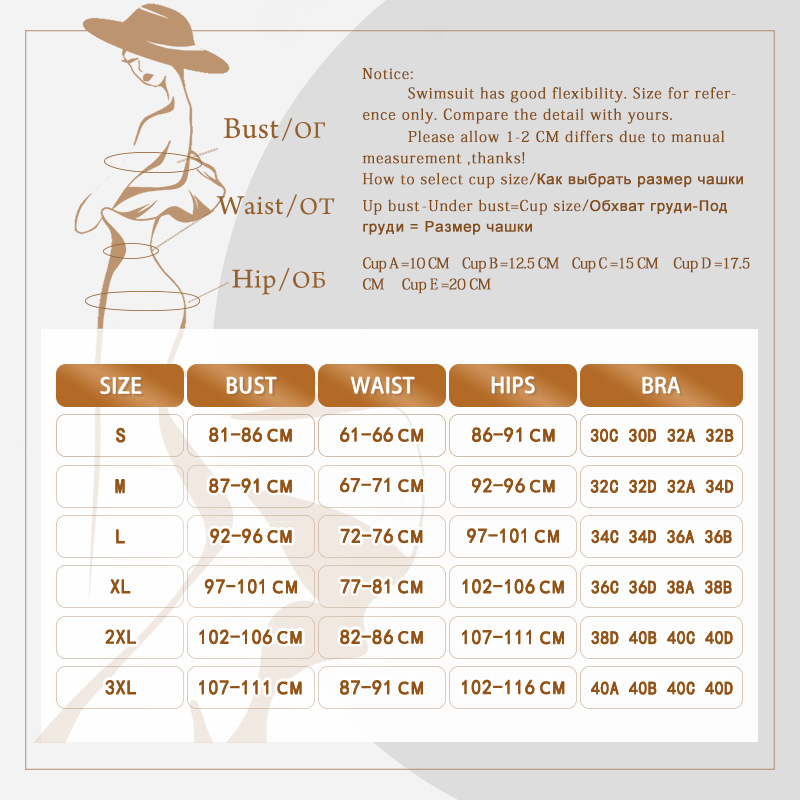 Notice:
Swimsuit has good flexibility. Size for refer-
ence only. Compare the detail with yours.
Please allow 1-2 CM differs due to manual
measurement ,thanks!
How to select cup size/Как выбрать размер чашки
Up bust-Under bust=Cup size/Обхват груди-Под
груди = Размер чашки
Cup A=10 CM Cup B=12.5 CM Cup C=15 CM Cup D=17.5
CM Cup E=20 CM
Bust/ОГ
Waist/ОТ
Hip/ОБ
SIZE BUST WAIST HIPS BRA
S 81-86 CM 61-66 CM 86-91 CM 30C 30D 32A 32B
M 87-91 CM 67-71 CM 92-96 CM 32C 32D 32A 34D
L 92-96 CM 72-76 CM 97-101 CM 34C 34D 36A 36B
XL 97-101 CM 77-81 CM 102-106 CM 36C 36D 38A 38B
2XL 102-106 CM 82-86 CM 107-111 CM 38D 40B 40C 40D
3XL 107-111 CM 87-91 CM 102-116 CM 40A 40B 40C 40D